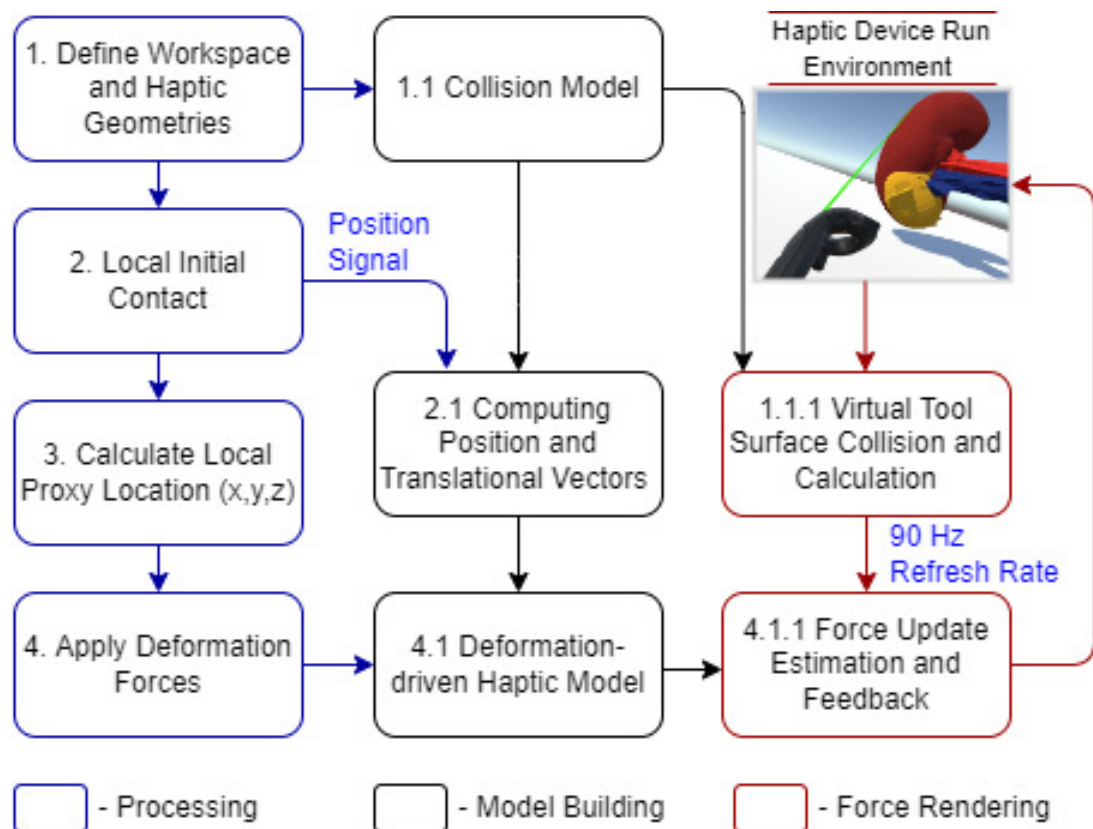 1. Define Workspace
and Haptic
Geometries
1.1 Collision Model
Haptic Device Run
Environment
2. Local Initial
Contact
Position
Signal
3. Calculate Local
Proxy Location (x,y,z)
2.1 Computing
Position and
Translational Vectors
1.1.1 Virtual Tool
Surface Collision and
Calculation
90 Hz
Refresh Rate
4. Apply Deformation
Forces
4.1 Deformation-
driven Haptic Model
4.1.1 Force Update
Estimation and
Feedback
- Processing
- Model Building
- Force Rendering